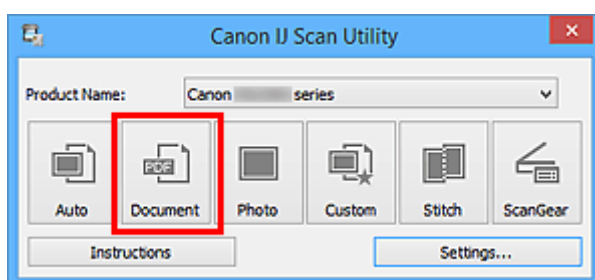 Canon IJ Scan Utility
Product Name: Canon series
PDF
Auto Document Photo Custom Stitch ScanGear
Instructions Settings...